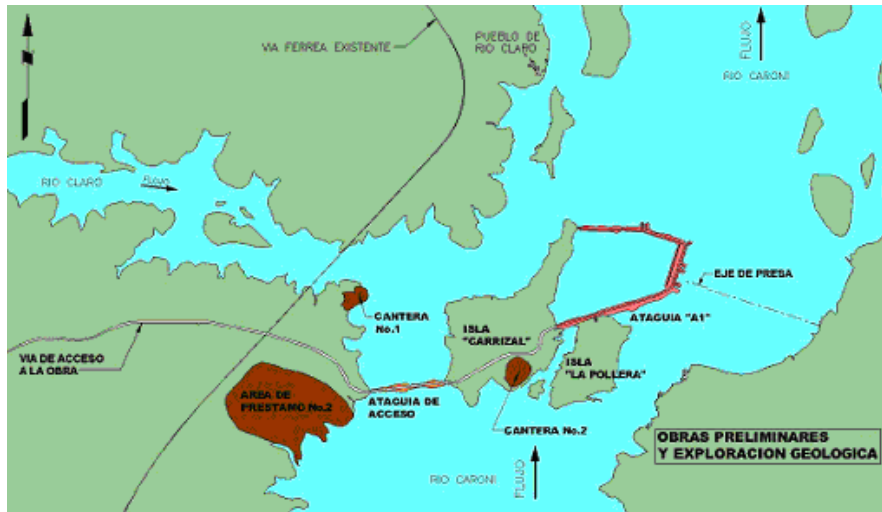 VIA FERREA EXISTENTE
PUEBLO DE
RIO CLARO
FLUJO
RIO CARONI
RIO CLARO
FLUJO
EJE DE PRESA
CANTERA
No.1
ISLA
"CARRIZAL"
ATAGUIA "A1"
VIA DE ACCESO
A LA OBRA
ISLA
"LA POLLERA"
AREA DE
PRESTAMO No.2
ATAGUIA DE
ACCESO
CANTERA No.2
OBRAS PRELIMINARES
Y EXPLORACION GEOLOGICA
RIO CARONI
FLUJO